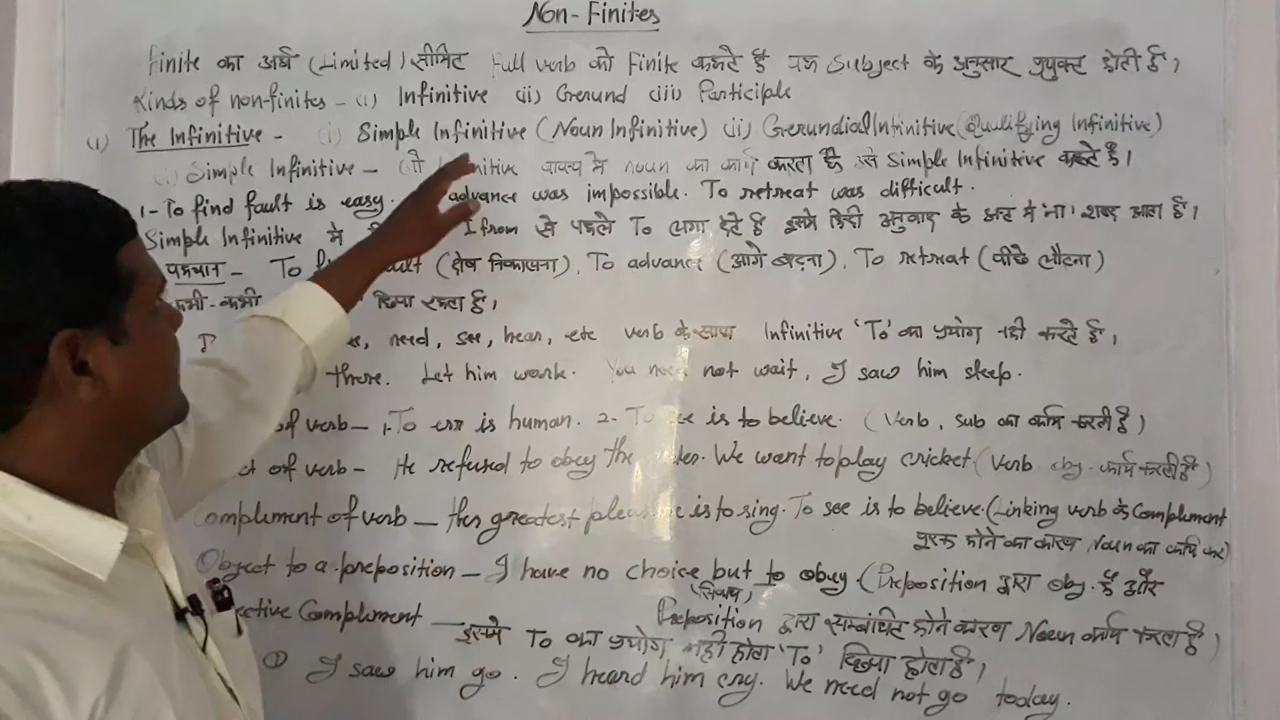 Non-Finites
Finite का अर्थ (Limited) सीमित Full verb को Finite कहते है यह Subject के अनुसार प्रयुक्ट होती है,
Kinds of non-finites - (i) Infinitive (ii) Gerund (iii) Participle
(1) The Infinitive - (i) Simple Infinitive (Noun Infinitive) (ii) Gerundial Infinitive (Qulifying Infinitive)
(i) Simple Infinitive - वाक्य मे noun का कार्य करता है उसे Simple Infinitive कहते है।
1- To find fault is easy. advance was impossible. To retreat was difficult.
Simple Infinitive मे I from से पहले To लगा देते है इसमे हिन्दी अनुवाद के अन्ट मे ना। शब्द आता है।
पहचान - To (दोष निकालना), To advance (आगे बढ़ना), To retreat (पीछे लौटना)
कभी-कभी छिपा रहता है,
need, see, hear, etc verb के साथ Infinitive 'To' का प्रयोग नही करते है,
there. Let him work. You need not wait, I saw him sleep.
of verb - 1. To err is human. 2- To see is to believe. (Verb, Sub का कार्य करती है)
of verb - He refused to obey the We want to play cricket (Verb obj. कार्य करती है)
Complement of verb - ther greatest pleasure is to sing. To see is to believe. (Linking verb के Complement
पूरक होने का कारण Noun का कार्य कर)
Object to a preposition - I have no choice but to obey (Preposition द्वारा obj. है और
(सिवाय)
Preposition द्वारा सम्बंधित होने कारण Noun कार्य करता है)
ective Complement - इसमे To का प्रयोग नही होता 'To' छिपा होता है,
① I saw him go. I heard him cry. We need not go today.